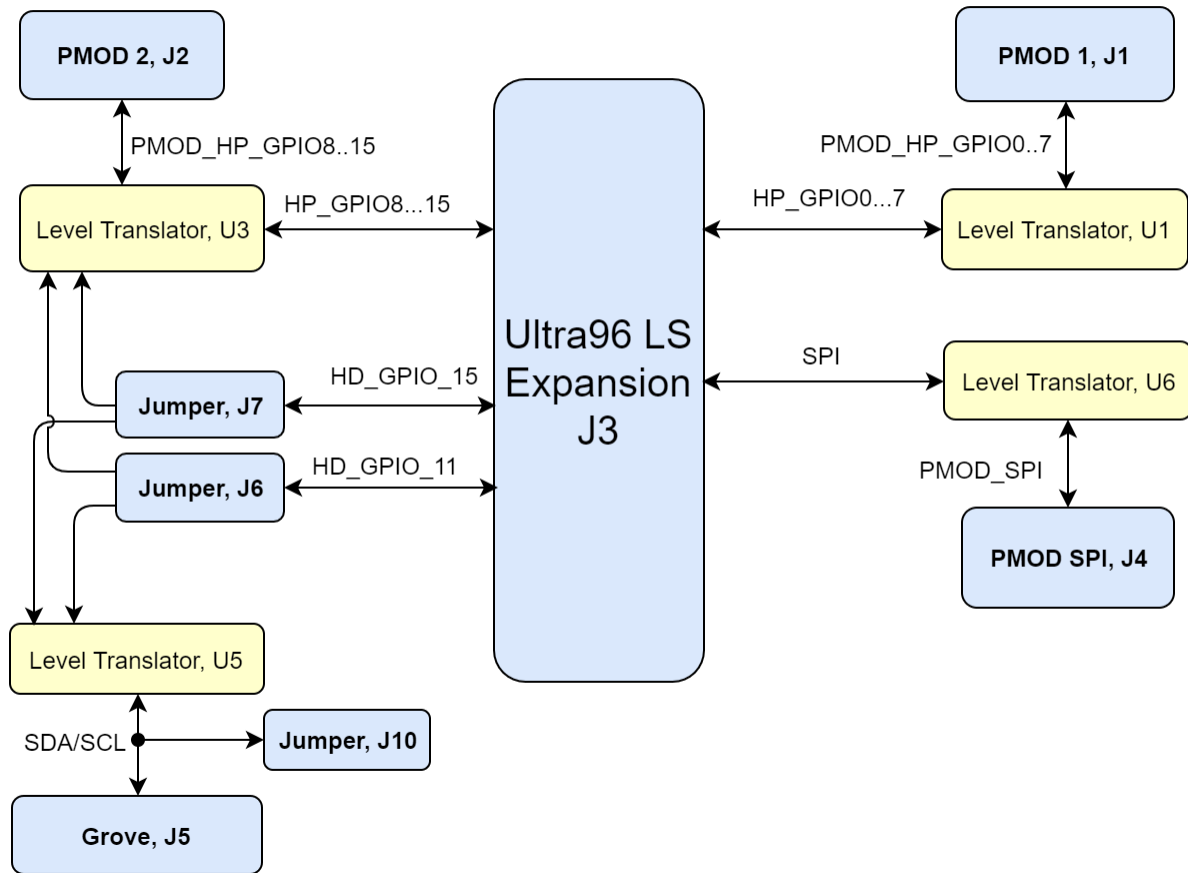 PMOD 2, J2
PMOD 1, J1
PMOD_HP_GPIO8..15
PMOD_HP_GPIO0..7
HP_GPIO8...15
HP_GPIO0...7
Level Translator, U3
Level Translator, U1
Ultra96 LS
Expansion
J3
SPI
HD_GPIO_15
Level Translator, U6
Jumper, J7
HD_GPIO_11
PMOD_SPI
Jumper, J6
PMOD SPI, J4
Level Translator, U5
SDA/SCL
Jumper, J10
Grove, J5